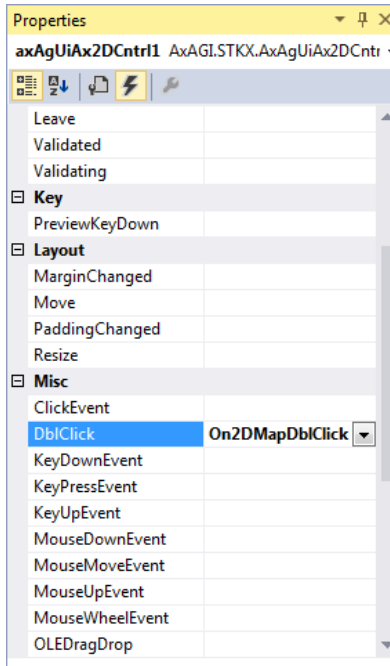 Properties
axAgUiAx2DCntrl1 AxAGI.STKX.AxAgUiAx2DCntr
Leave
Validated
Validating
Key
PreviewKeyDown
Layout
MarginChanged
Move
PaddingChanged
Resize
Misc
ClickEvent
DblClick On2DMapDblClick
KeyDownEvent
KeyPressEvent
KeyUpEvent
MouseDownEvent
MouseMoveEvent
MouseUpEvent
MouseWheelEvent
OLEDragDrop